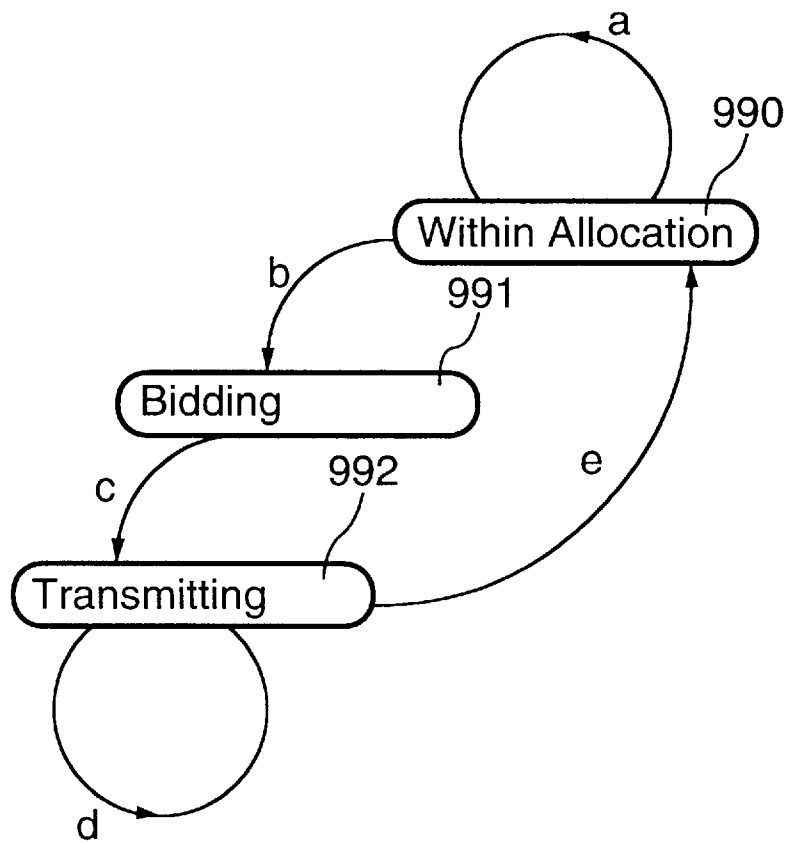 a
990
Within Allocation
b
991
Bidding
e
992
c
Transmitting
d